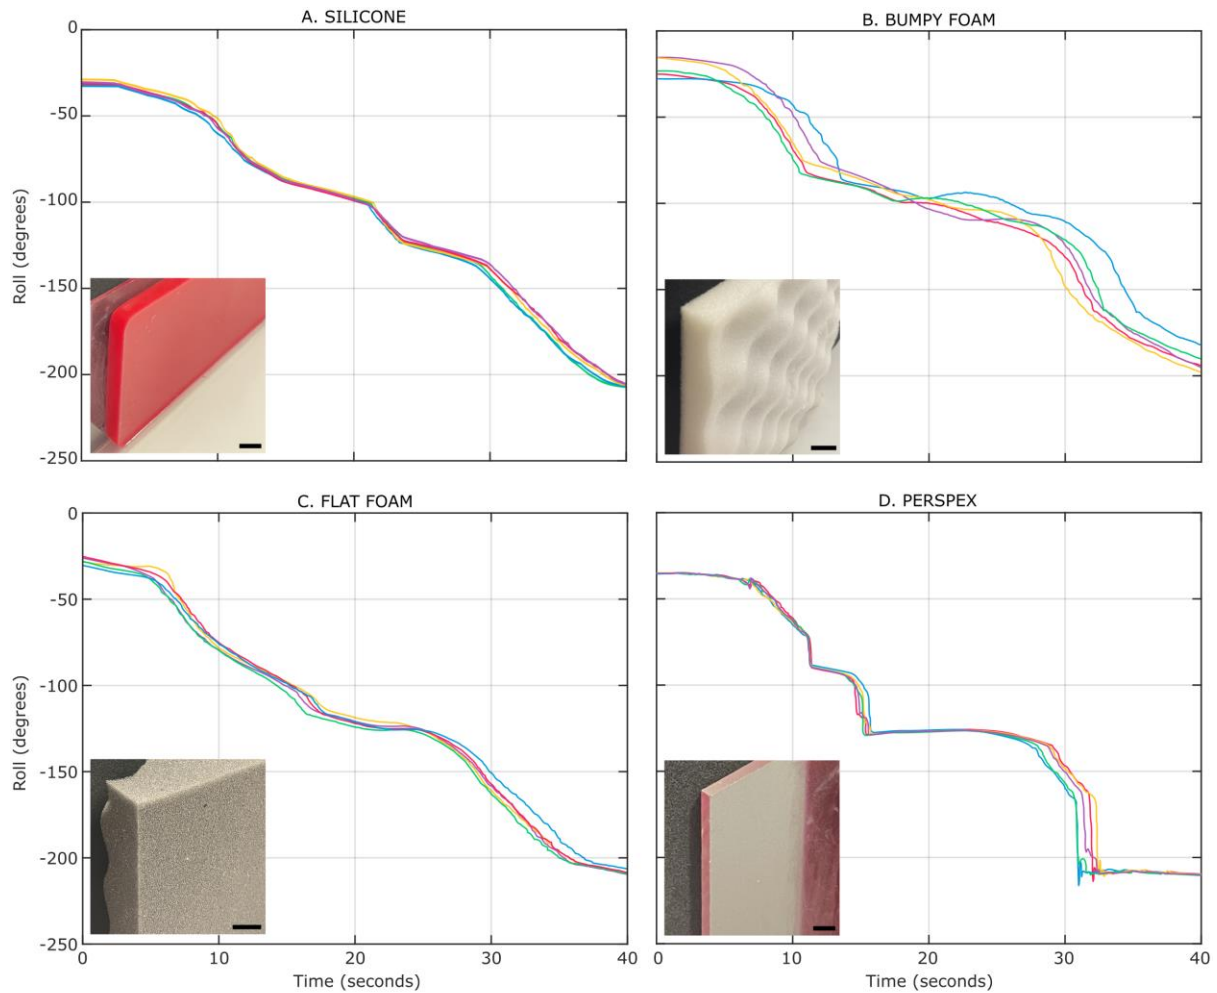 A. SILICONE
B. BUMPY FOAM
0
-50
-100
-150
-200
-250
Roll (degrees)
C. FLAT FOAM
D. PERSPEX
0
-50
-100
-150
-200
-250
Roll (degrees)
0 10 20 30 40
0 10 20 30 40
Time (seconds)
Time (seconds)